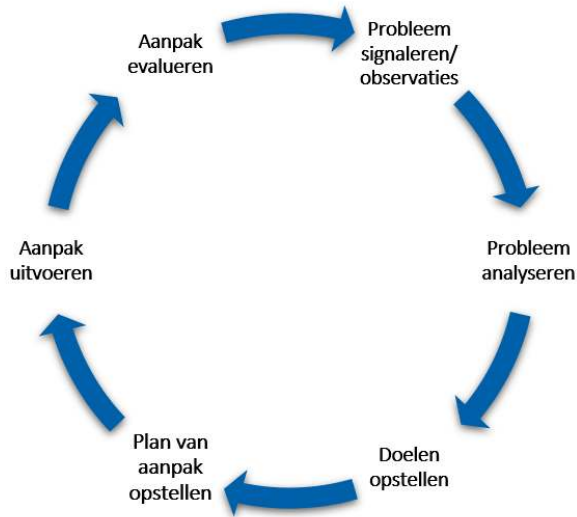 Probleem
signaleren/
observaties
Probleem
analyseren
Doelen
opstellen
Plan van
aanpak
opstellen
Aanpak
uitvoeren
Aanpak
evalueren